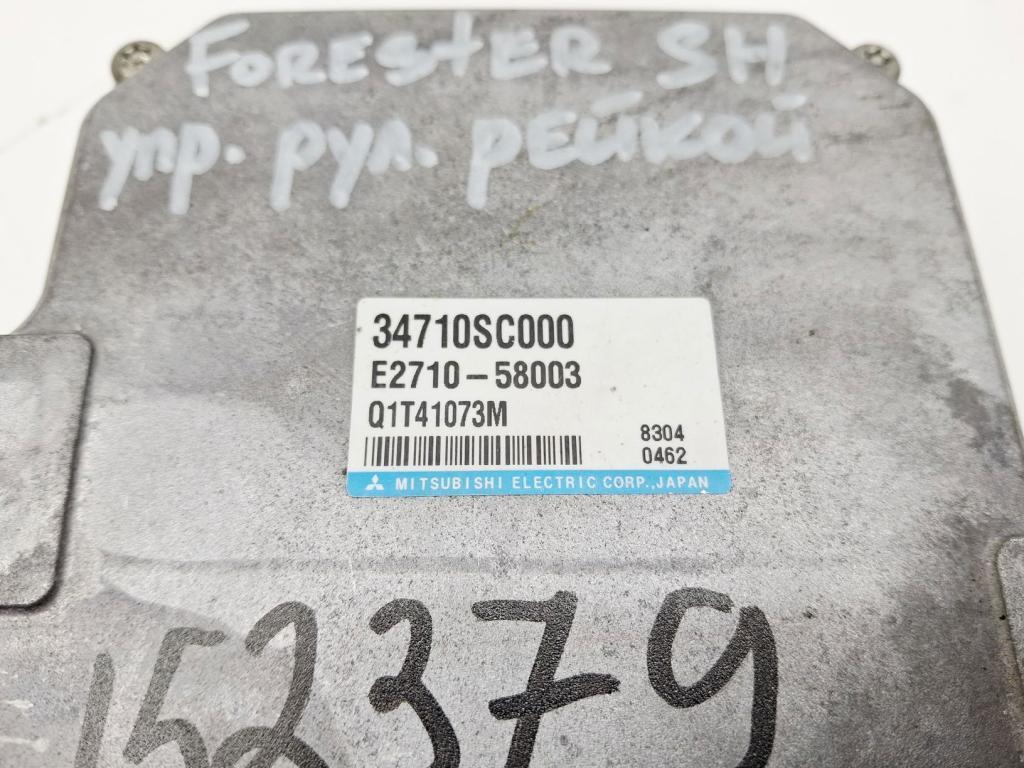 FORESTER SH
упр. рул. рейкой
34710SC000
E2710-58003
Q1T41073M
8304
0462
MITSUBISHI ELECTRIC CORP., JAPAN
152379